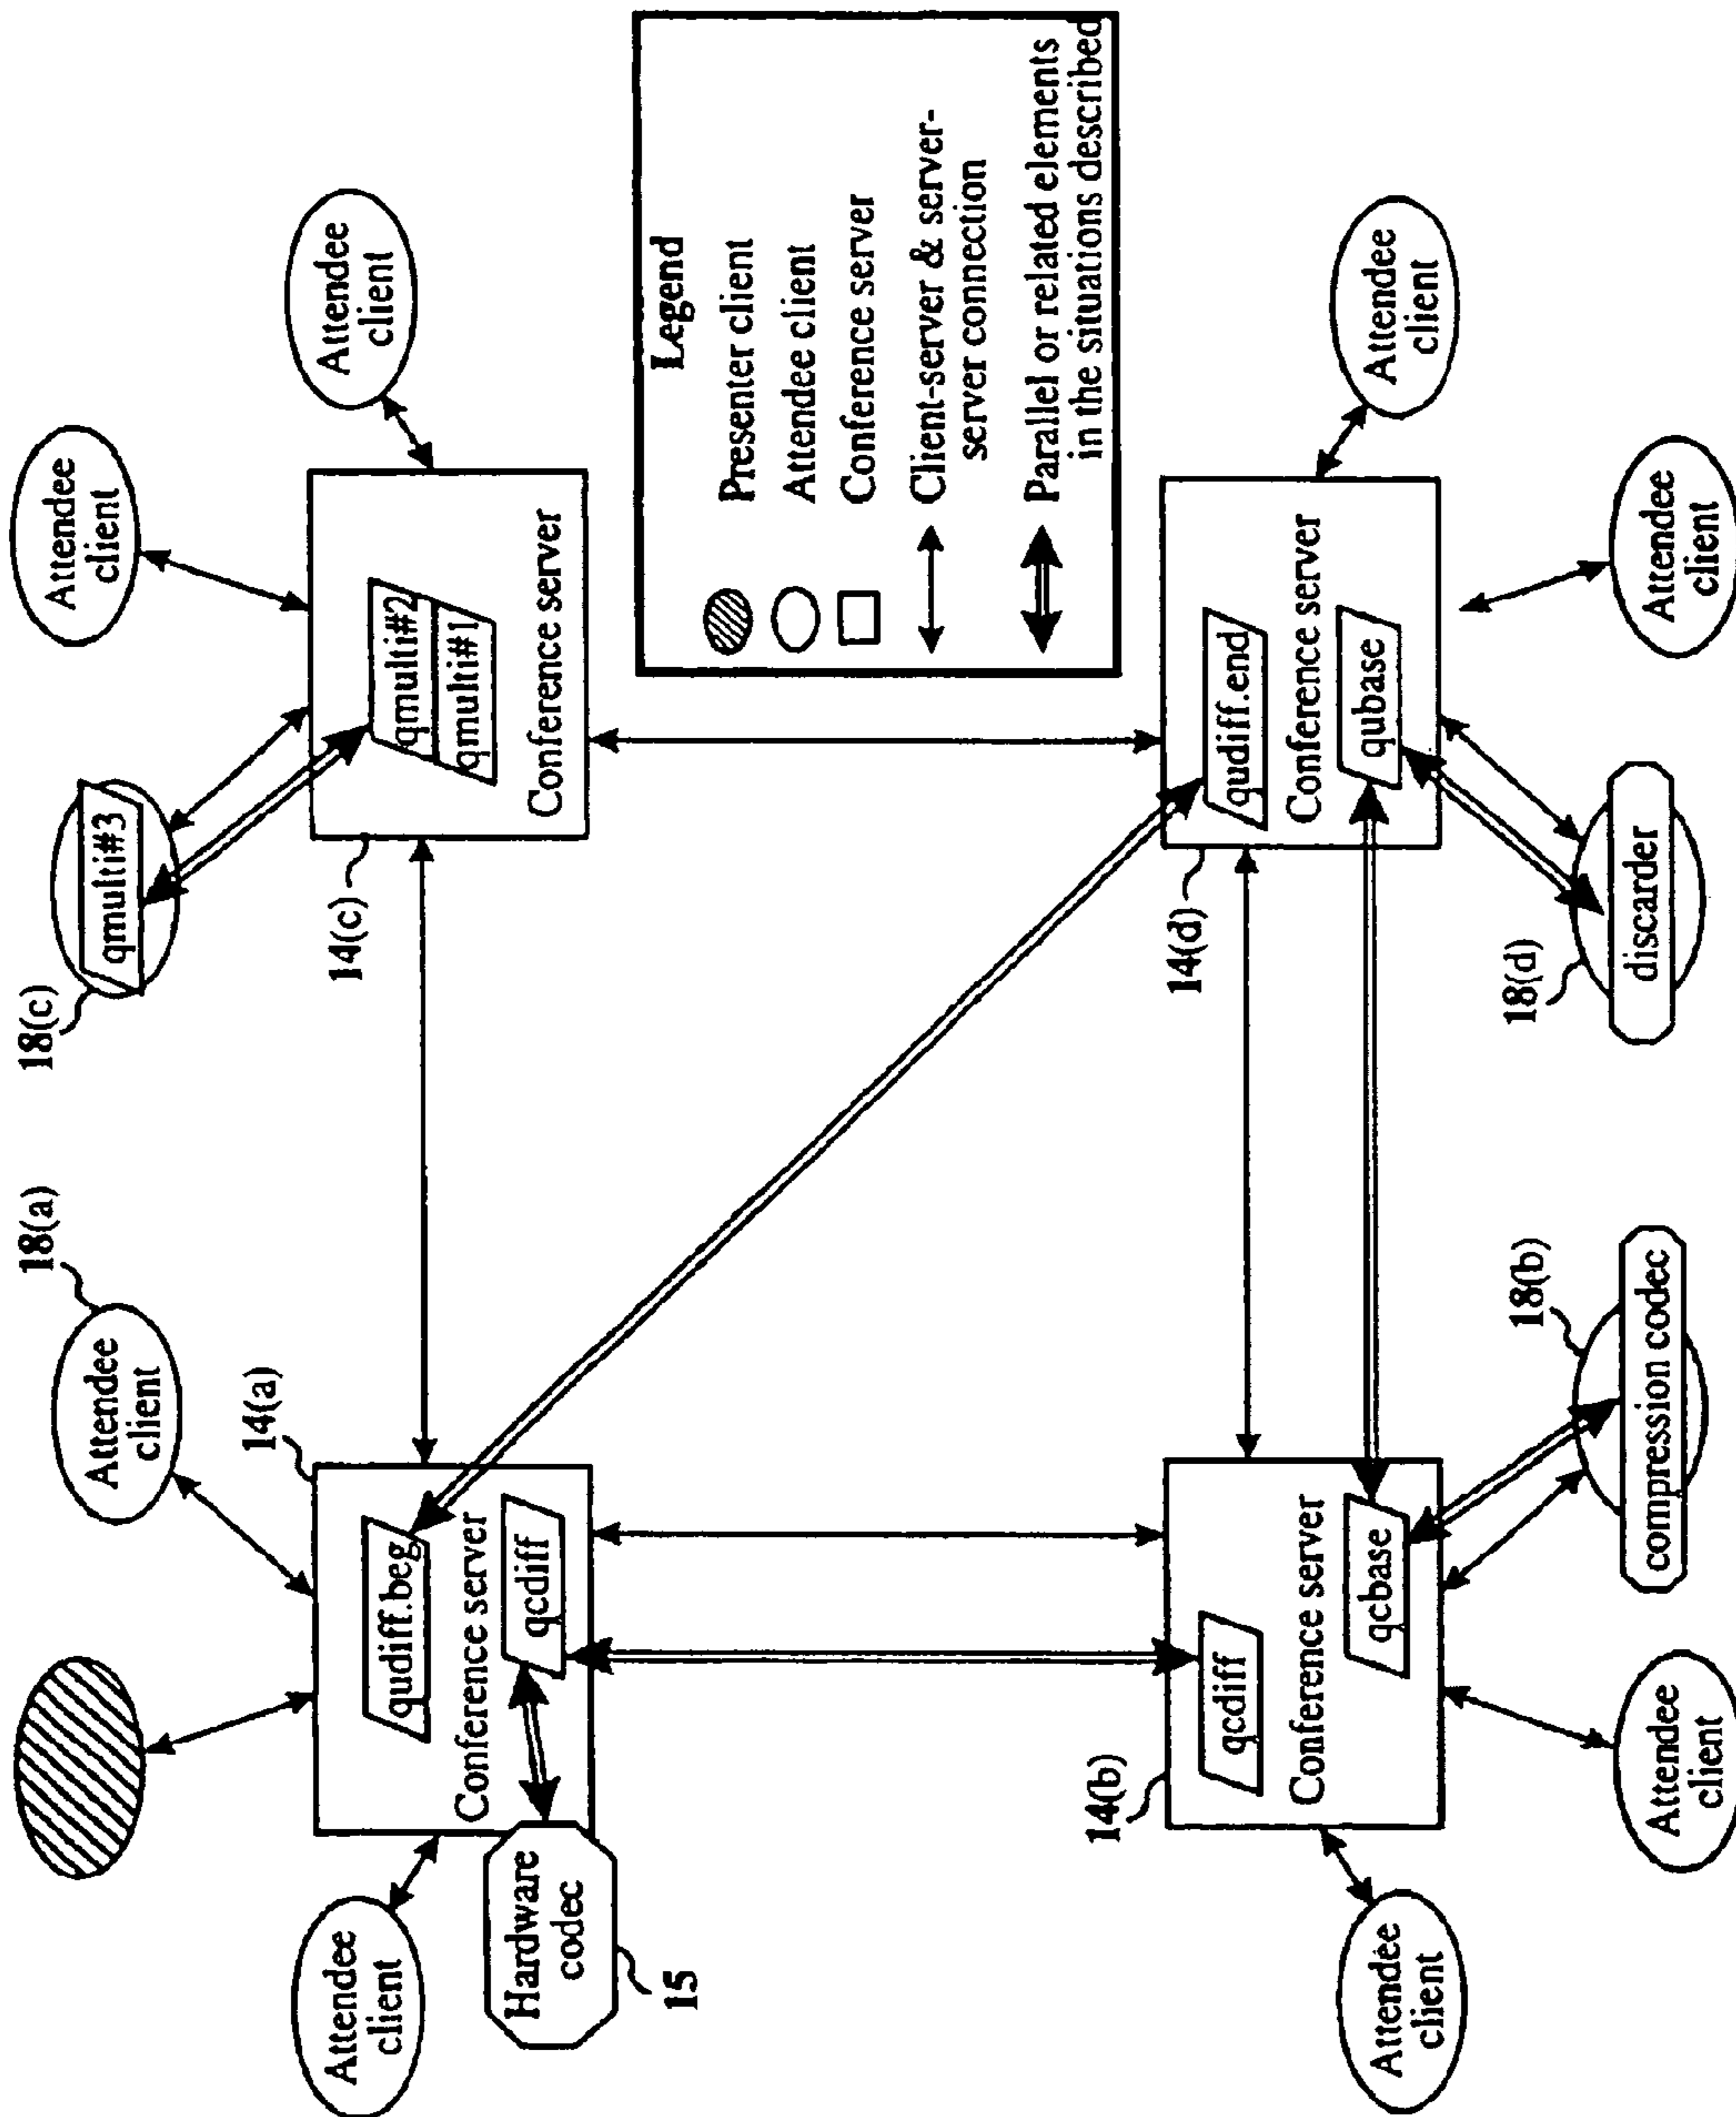 18(a)
18(c)
Attendee
client
qmulti#3
Attendee
client
14(a)
Attendee
client
qudiff.beg
Conference server
qcdiff
Hardware
codec
15
14(c)
qmulti#2
qmulti#1
Conference server
Attendee
client
Legend
Presenter client
Attendee client
Conference server
Client-server & server-
server connection
Parallel or related elements
in the situations described
14(b)
qcdiff
Conference server
qcbase
Attendee
client
Attendee
client
18(b)
compression codec
14(d)
qudiff.end
Conference server
qubase
Attendee
client
18(d)
discarder
Attendee
client